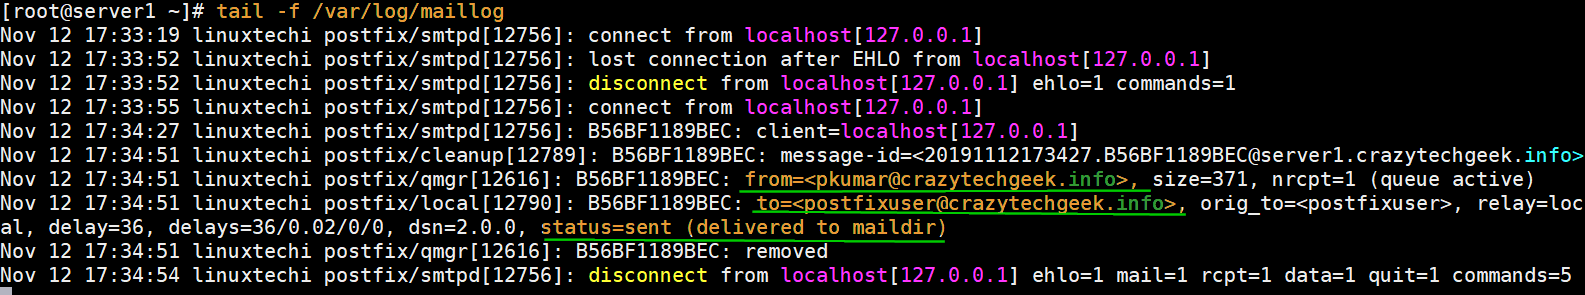 [root@server1 ~]# tail -f /var/log/maillog
Nov 12 17:33:19 linuxtechi postfix/smtpd[12756]: connect from localhost[127.0.0.1]
Nov 12 17:33:52 linuxtechi postfix/smtpd[12756]: lost connection after EHLO from localhost[127.0.0.1]
Nov 12 17:33:52 linuxtechi postfix/smtpd[12756]: disconnect from localhost[127.0.0.1] ehlo=1 commands=1
Nov 12 17:33:55 linuxtechi postfix/smtpd[12756]: connect from localhost[127.0.0.1]
Nov 12 17:34:27 linuxtechi postfix/smtpd[12756]: B56BF1189BEC: client=localhost[127.0.0.1]
Nov 12 17:34:51 linuxtechi postfix/cleanup[12789]: B56BF1189BEC: message-id=<20191112173427.B56BF1189BEC@server1.crazytechgeek.info>
Nov 12 17:34:51 linuxtechi postfix/qmgr[12616]: B56BF1189BEC: from=<pkumar@crazytechgeek.info>, size=371, nrcpt=1 (queue active)
Nov 12 17:34:51 linuxtechi postfix/local[12790]: B56BF1189BEC: to=<postfixuser@crazytechgeek.info>, orig_to=<postfixuser>, relay=loc
al, delay=36, delays=36/0.02/0/0, dsn=2.0.0, status=sent (delivered to maildir)
Nov 12 17:34:51 linuxtechi postfix/qmgr[12616]: B56BF1189BEC: removed
Nov 12 17:34:54 linuxtechi postfix/smtpd[12756]: disconnect from localhost[127.0.0.1] ehlo=1 mail=1 rcpt=1 data=1 quit=1 commands=5